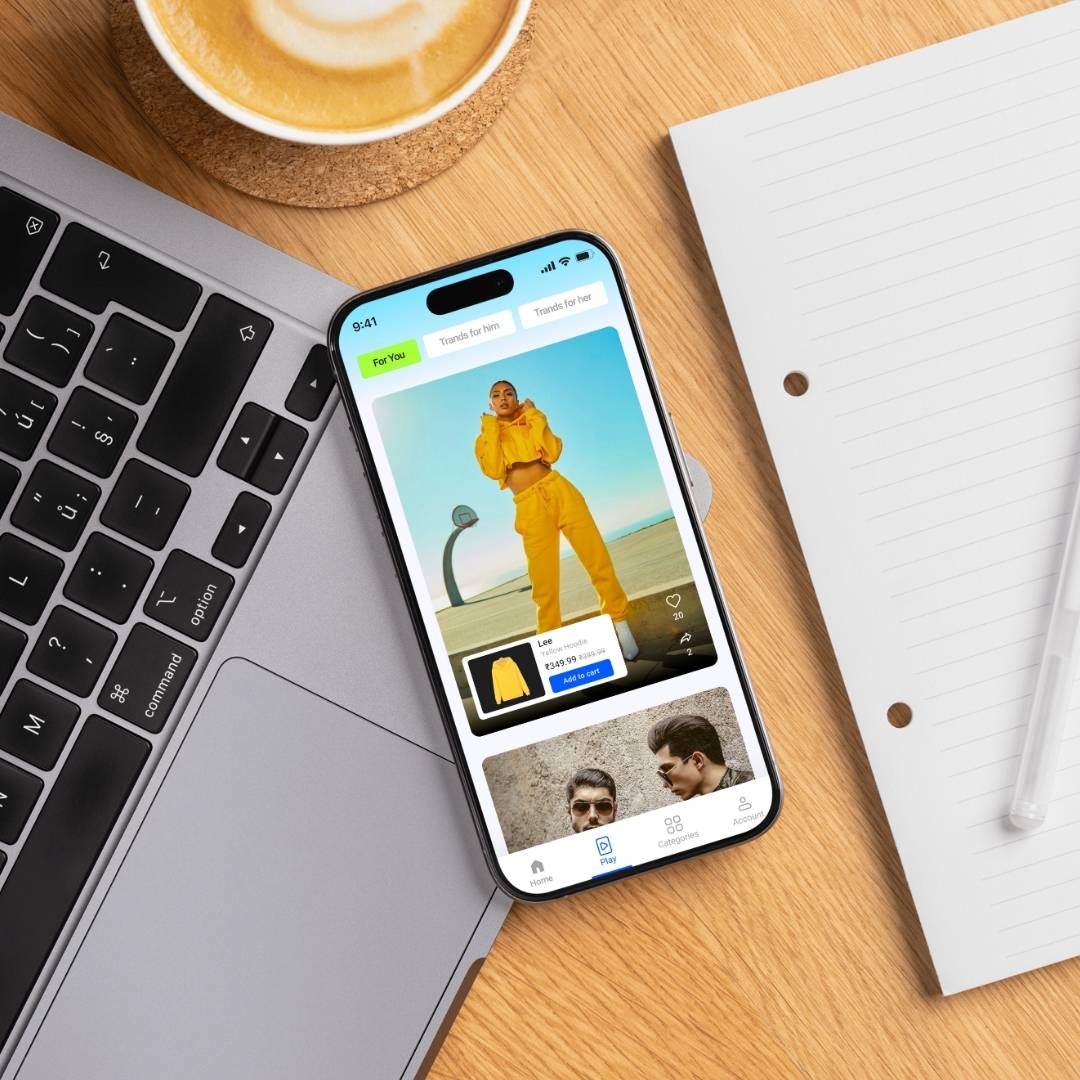 9:41
For You
Trands for him
Trands for her
20
2
Lee
Yellow Hoodie
₹349.99 ₹399.99
Add to cart
Home
Play
Categories
Account
option
command
⌘
L
M